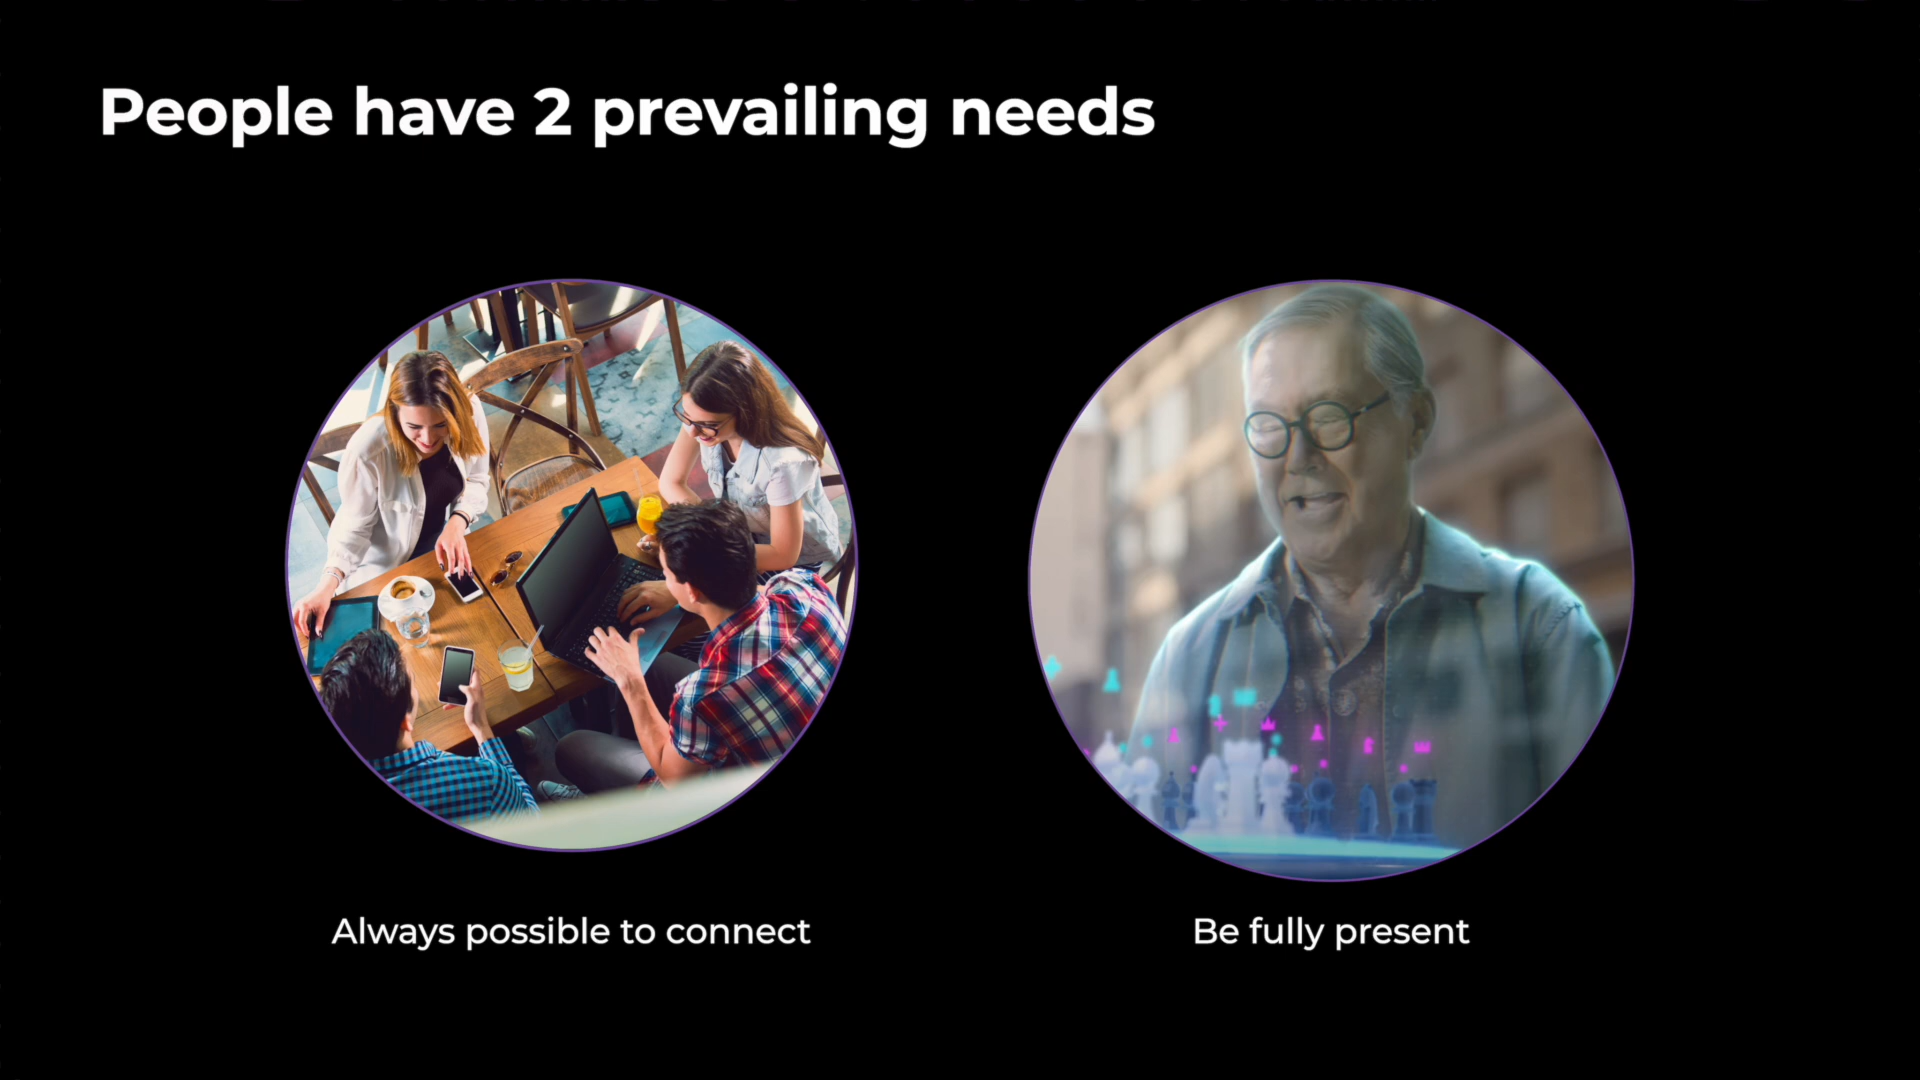 People have 2 prevailing needs
Always possible to connect
Be fully present